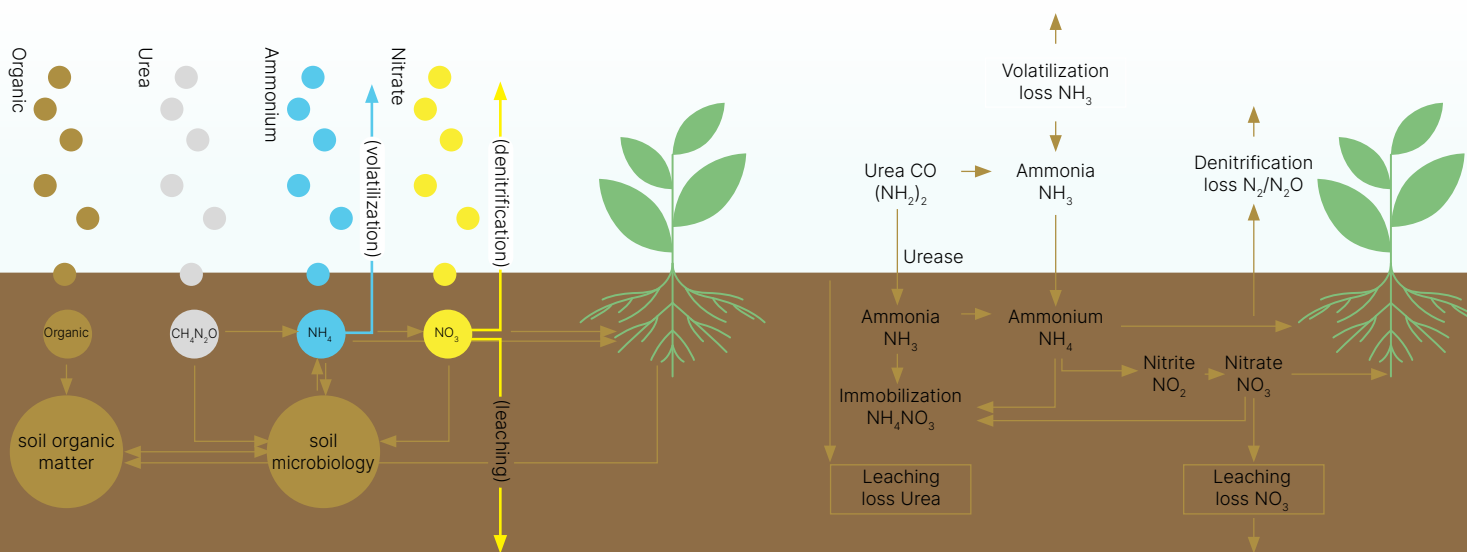 Organic
Urea
Ammonium
Nitrate
(volatilization)
(denitrification)
Organic
CH₄N₂O
NH₄
NO₃
soil organic
matter
soil
microbiology
(leaching)
Volatilization
loss NH₃
Urea CO
(NH₂)₂
Ammonia
NH₃
Denitrification
loss N₂/N₂O
Urease
Ammonia
NH₃
Ammonium
NH₄
Nitrite
NO₂
Nitrate
NO₃
Immobilization
NH₄NO₃
Leaching
loss Urea
Leaching
loss NO₃